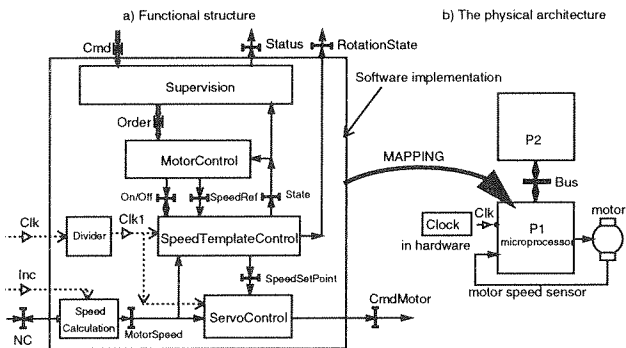 a) Functional structure
b) The physical architecture
Cmd
Status
RotationState
Supervision
Software implementation
Order
MotorControl
MAPPING
P2
Bus
On/Off
SpeedRef
State
Clk
Divider
Clk1
SpeedTemplateControl
Clock
Clk
in hardware
P1
microprocessor
motor
Inc
SpeedSetPoint
motor speed sensor
Speed
Calculation
MotorSpeed
ServoControl
CmdMotor
NC